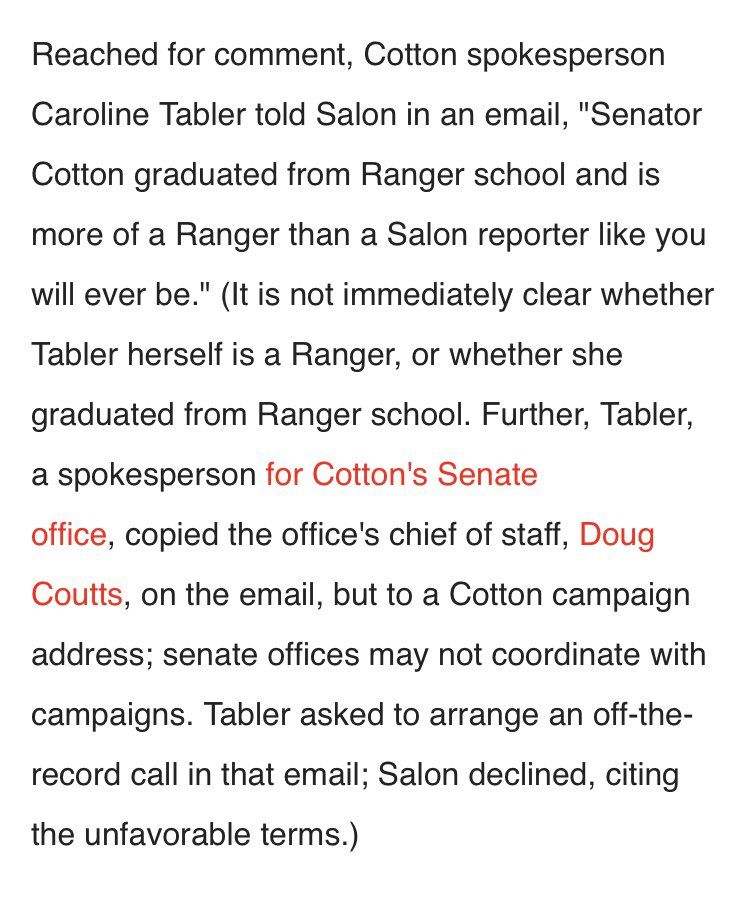 Reached for comment, Cotton spokesperson
Caroline Tabler told Salon in an email, "Senator
Cotton graduated from Ranger school and is
more of a Ranger than a Salon reporter like you
will ever be." (It is not immediately clear whether
Tabler herself is a Ranger, or whether she
graduated from Ranger school. Further, Tabler,
a spokesperson for Cotton's Senate
office, copied the office's chief of staff, Doug
Coutts, on the email, but to a Cotton campaign
address; senate offices may not coordinate with
campaigns. Tabler asked to arrange an off-the-
record call in that email; Salon declined, citing
the unfavorable terms.)